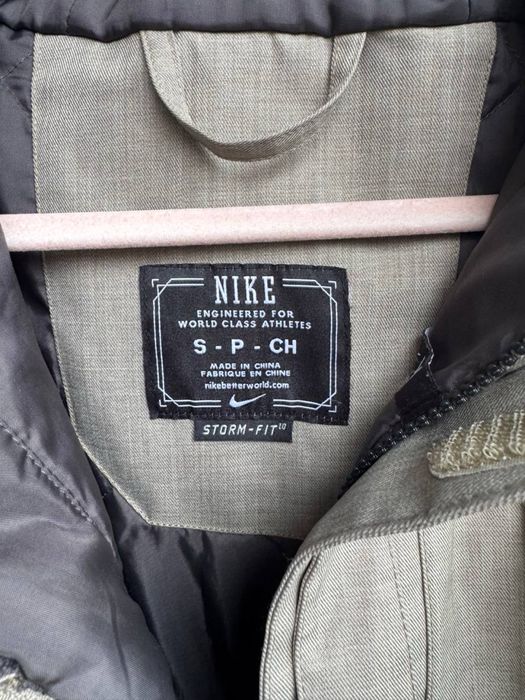 NIKE
ENGINEERED FOR
WORLD CLASS ATHLETES
S - P - CH
MADE IN CHINA
FABRIQUE EN CHINE
nikebetterworld.com
STORM-FIT